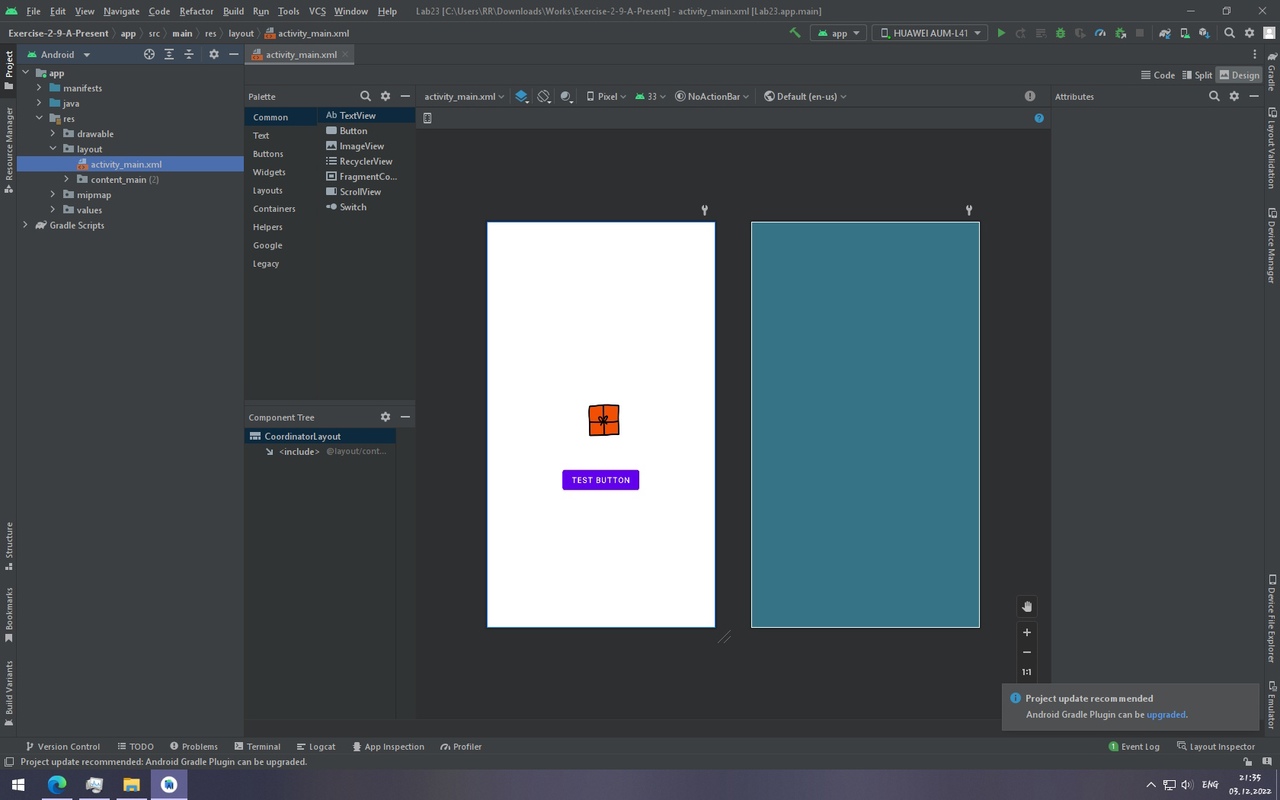 File Edit View Navigate Code Refactor Build Run Tools VCS Window Help Lab23 [C:\Users\RR\Downloads\Works\Exercise-2-9-A-Present] - activity_main.xml [Lab23.app.main]
Exercise-2-9-A-Present app src main res layout activity_main.xml app HUAWEI AUM-L41
Project
Resource Manager
Structure
Bookmarks
Build Variants
Android
app
manifests
java
res
drawable
layout
activity_main.xml
content_main (2)
mipmap
values
Gradle Scripts
activity_main.xml
Code Split Design
Palette
Common
Text
Buttons
Widgets
Layouts
Containers
Helpers
Google
Legacy
Ab TextView
Button
ImageView
RecyclerView
FragmentCo...
ScrollView
Switch
Component Tree
CoordinatorLayout
<include> @layout/cont...
activity_main.xml Pixel 33 NoActionBar Default (en-us)
TEST BUTTON
1:1
Attributes
Gradle
Layout Validation
Device Manager
Device File Explorer
Emulator
Project update recommended
Android Gradle Plugin can be upgraded.
Version Control TODO Problems Terminal Logcat App Inspection Profiler 1 Event Log Layout Inspector
Project update recommended: Android Gradle Plugin can be upgraded.
ENG
21:35
03.12.2022